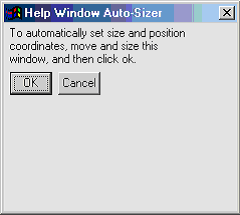 Help Window Auto-Sizer
To automatically set size and position
coordinates, move and size this
window, and then click ok.
OK Cancel